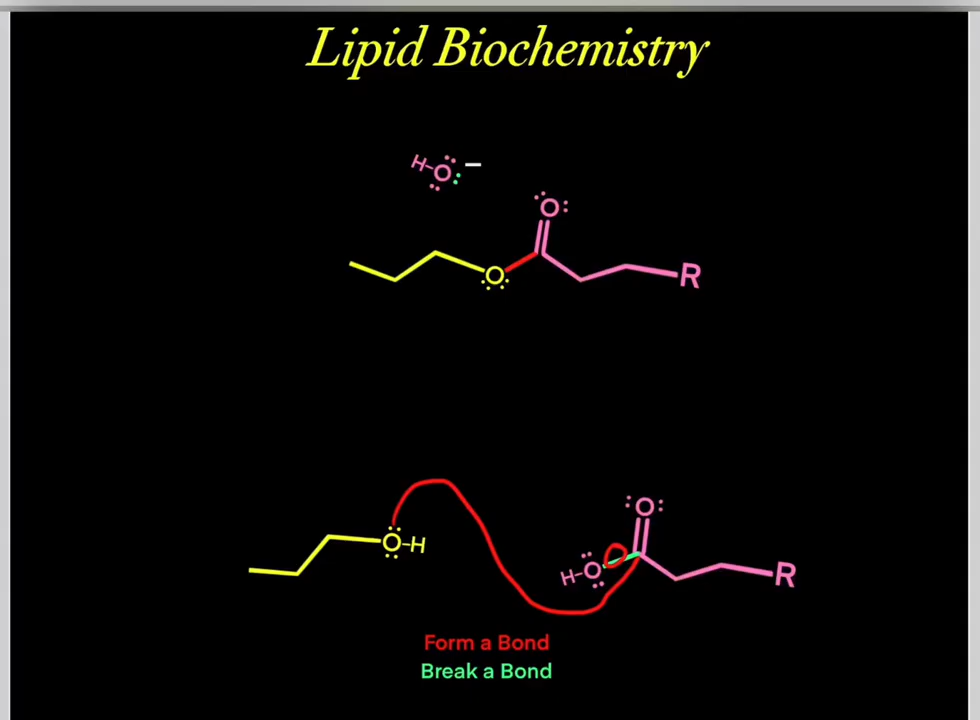 Lipid Biochemistry
H-O: −
O:
O
R
:O:
O-H
H-O
R
Form a Bond
Break a Bond